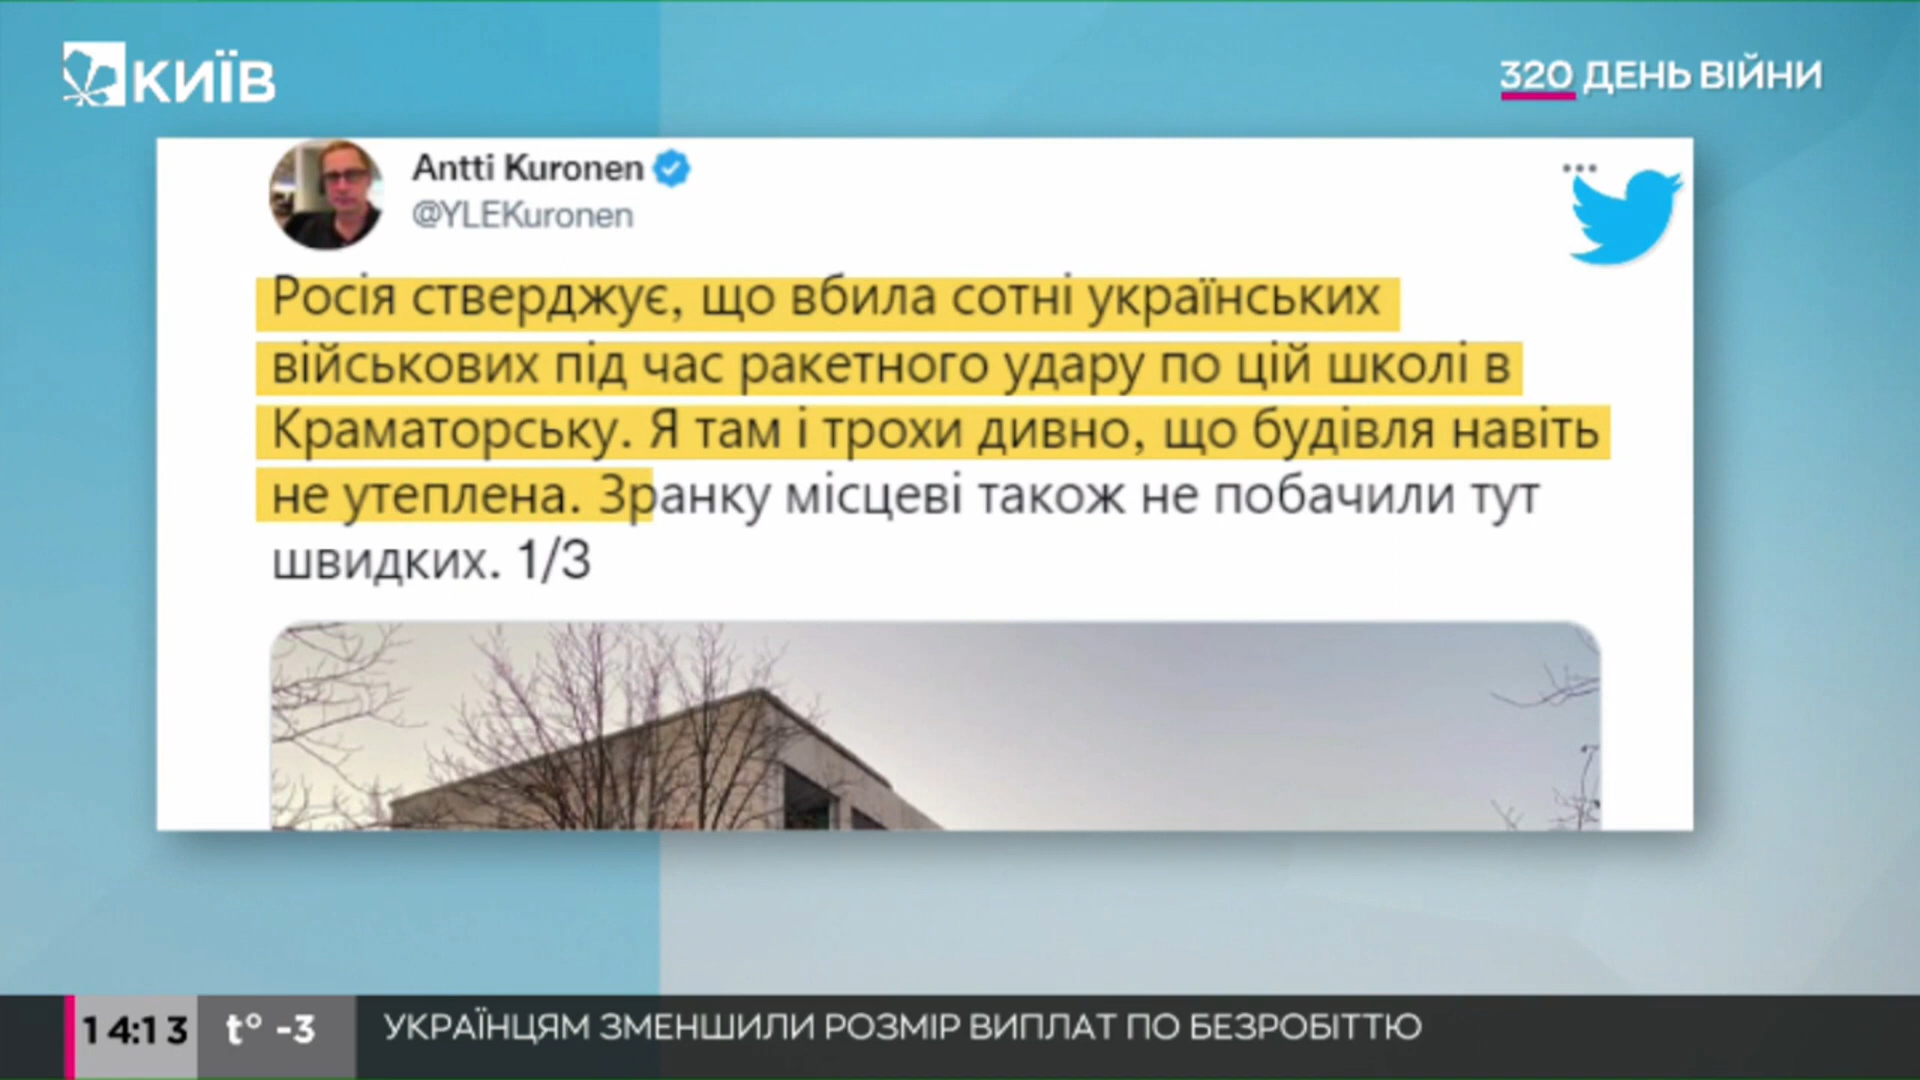 КИЇВ
320 ДЕНЬ ВІЙНИ
Antti Kuronen
@YLEKuronen
Росія стверджує, що вбила сотні українських
військових під час ракетного удару по цій школі в
Краматорську. Я там і трохи дивно, що будівля навіть
не утеплена. Зранку місцеві також не побачили тут
швидких. 1/3
14:13
t° -3
УКРАЇНЦЯМ ЗМЕНШИЛИ РОЗМІР ВИПЛАТ ПО БЕЗРОБІТТЮ